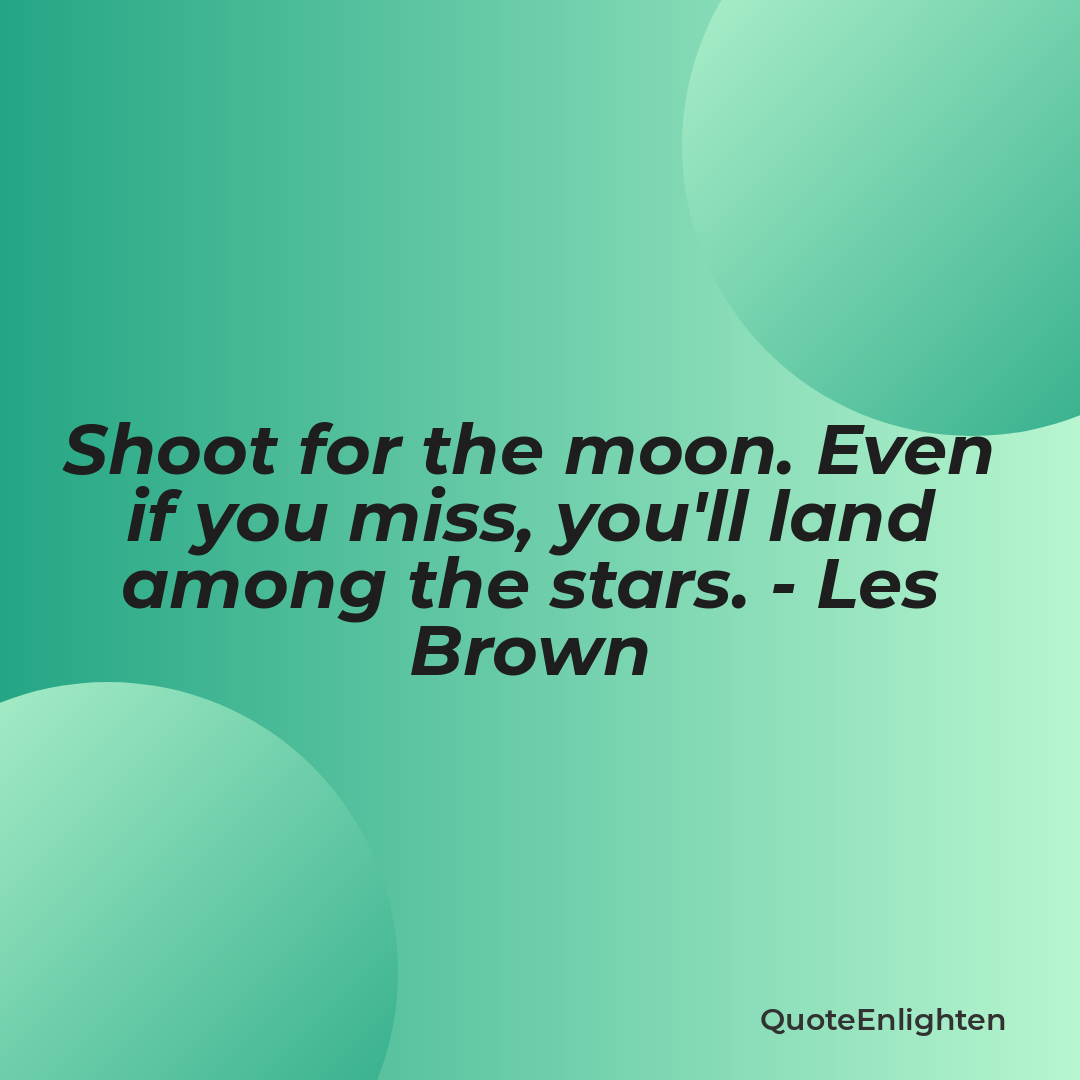 Shoot for the moon. Even
if you miss, you'll land
among the stars. - Les
Brown
QuoteEnlighten